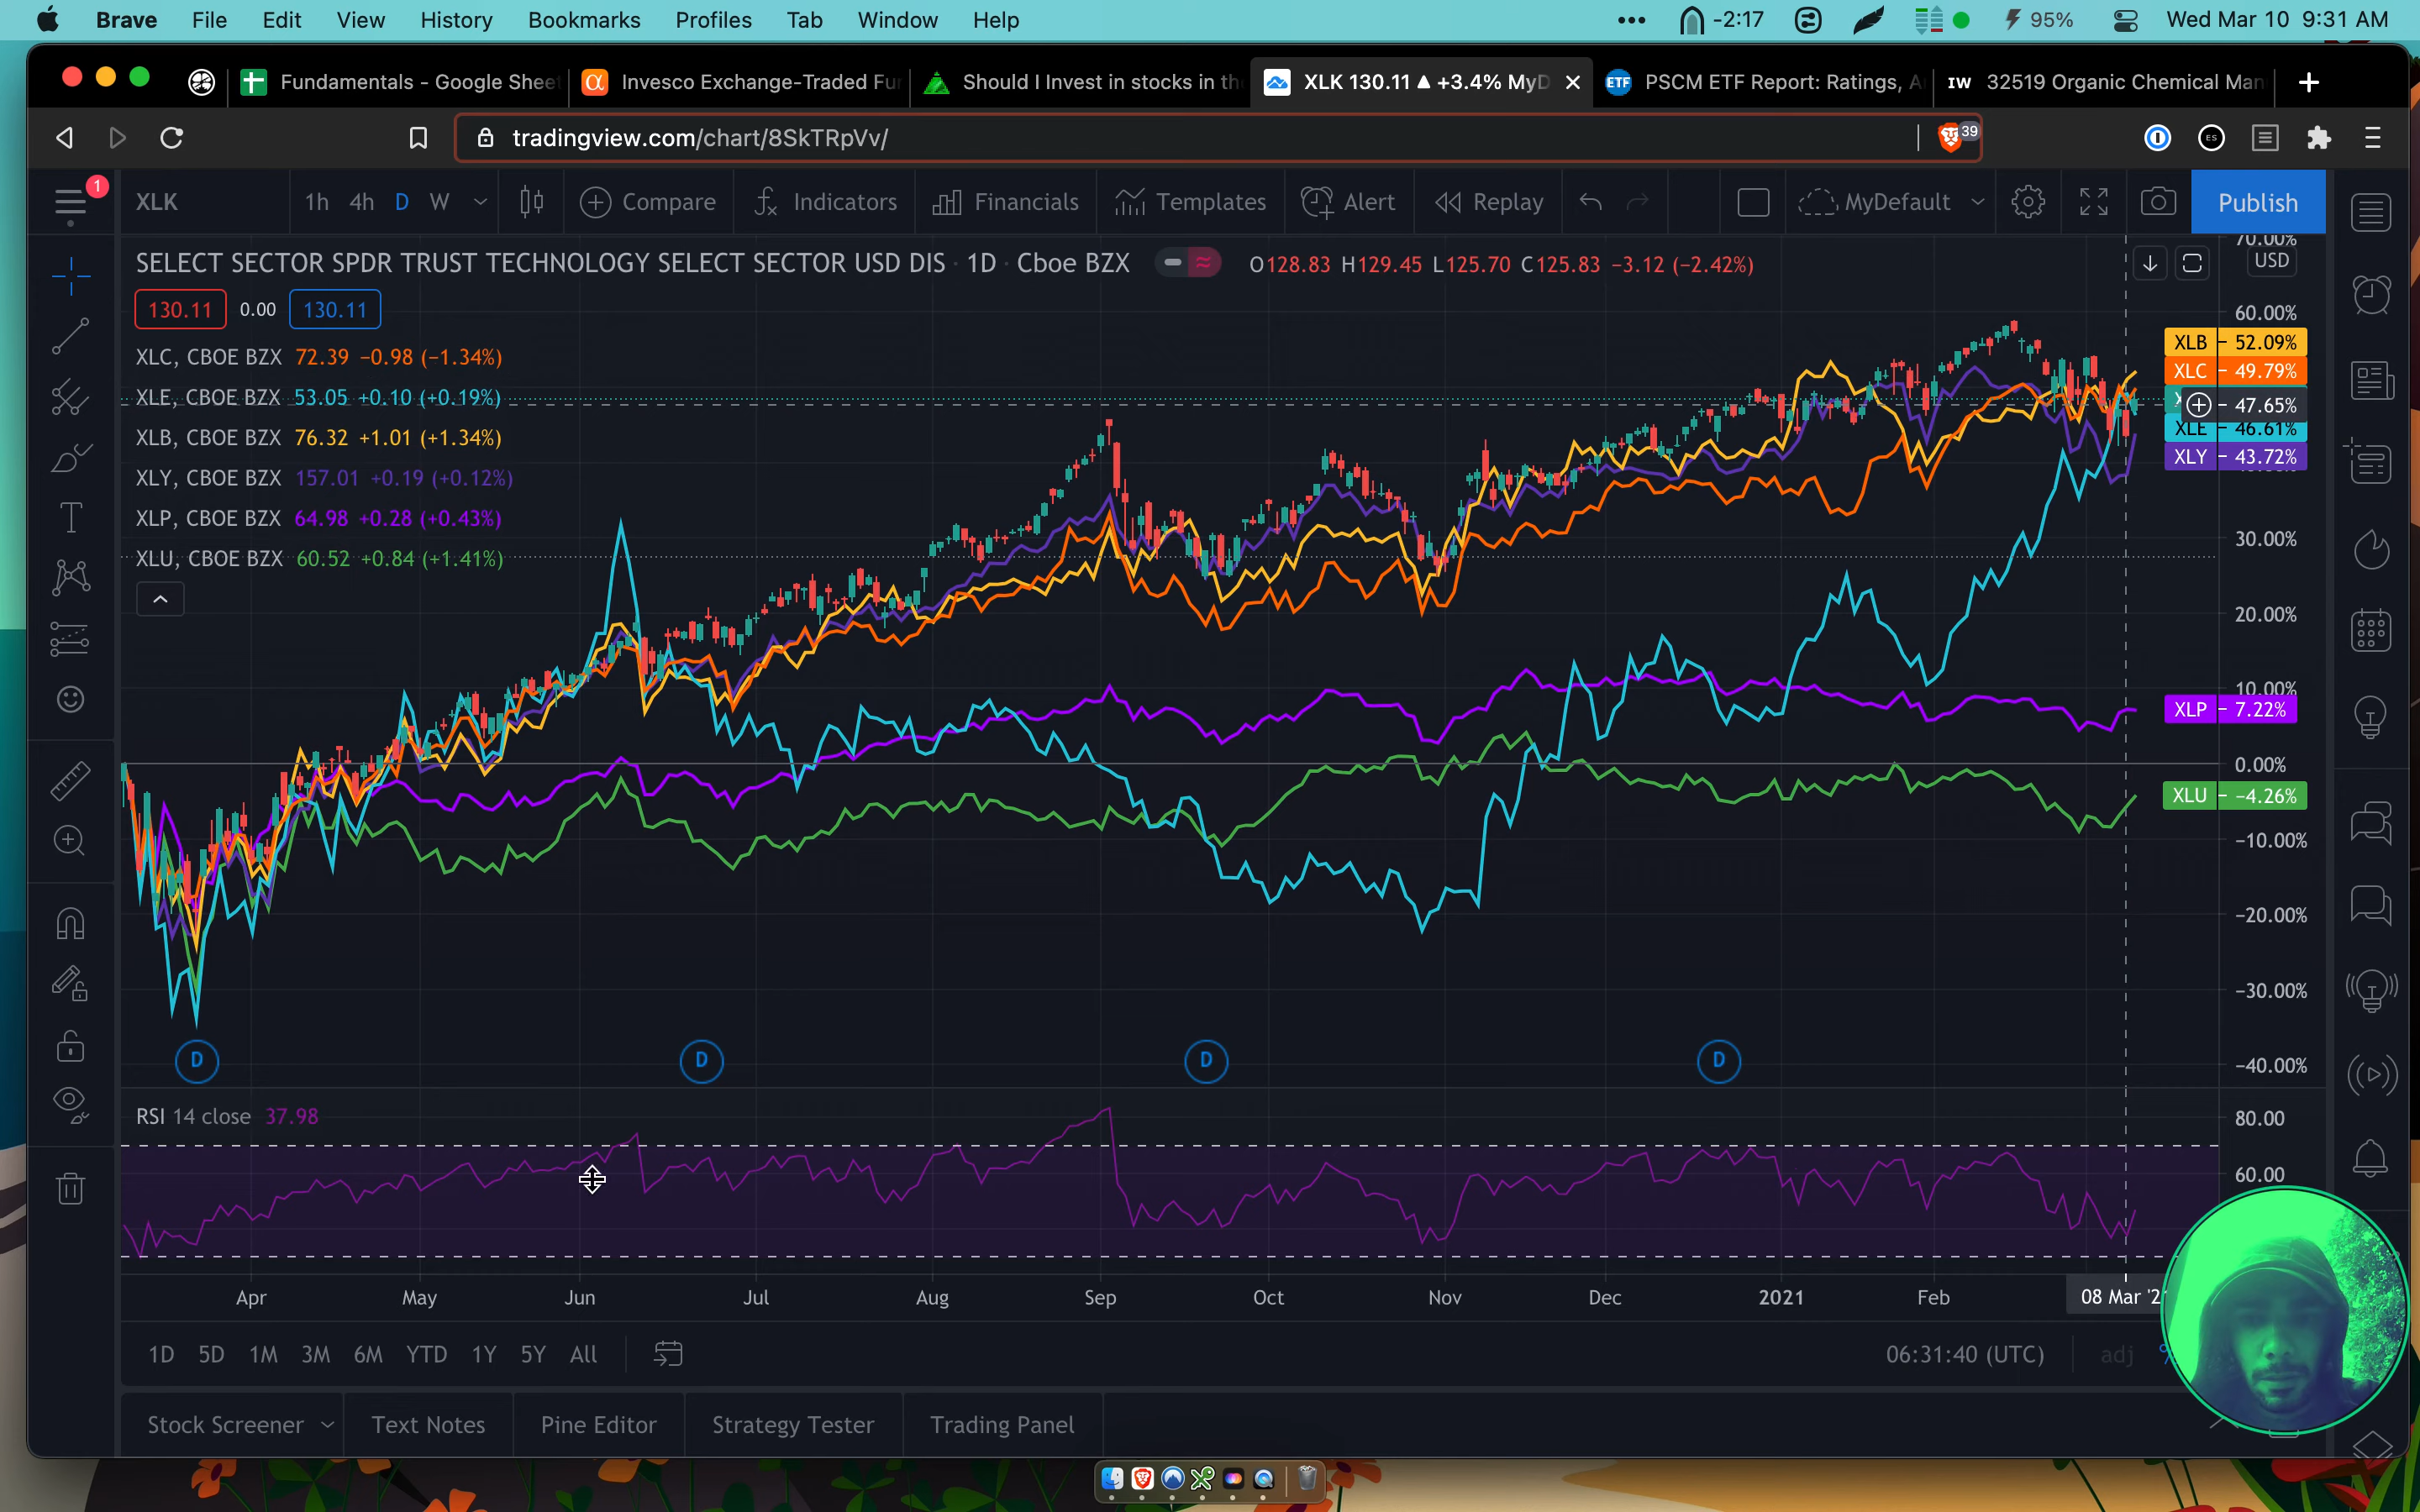 Brave File Edit View History Bookmarks Profiles Tab Window Help ••• -2:17 95% Wed Mar 10 9:31 AM
Fundamentals - Google Shee α Invesco Exchange-Traded Fu Should I Invest in stocks in th XLK 130.11 ▲ +3.4% MyD ETF PSCM ETF Report: Ratings, A IW 32519 Organic Chemical Man
tradingview.com/chart/8SkTRpVv/ 39 ES
1 XLK 1h 4h D W Compare Indicators Financials Templates Alert Replay MyDefault Publish
SELECT SECTOR SPDR TRUST TECHNOLOGY SELECT SECTOR USD DIS · 1D · Cboe BZX O128.83 H129.45 L125.70 C125.83 −3.12 (−2.42%)
130.11 0.00 130.11
XLC, CBOE BZX 72.39 −0.98 (−1.34%)
XLE, CBOE BZX 53.05 +0.10 (+0.19%)
XLB, CBOE BZX 76.32 +1.01 (+1.34%)
XLY, CBOE BZX 157.01 +0.19 (+0.12%)
XLP, CBOE BZX 64.98 +0.28 (+0.43%)
XLU, CBOE BZX 60.52 +0.84 (+1.41%)
70.00%
USD
60.00%
XLB 52.09%
XLC 49.79%
47.65%
XLE 46.61%
XLY 43.72%
30.00%
20.00%
10.00%
XLP 7.22%
0.00%
XLU −4.26%
−10.00%
−20.00%
−30.00%
−40.00%
D D D D
RSI 14 close 37.98
80.00
60.00
Apr May Jun Jul Aug Sep Oct Nov Dec 2021 Feb 08 Mar '2
1D 5D 1M 3M 6M YTD 1Y 5Y All 06:31:40 (UTC) adj
Stock Screener Text Notes Pine Editor Strategy Tester Trading Panel